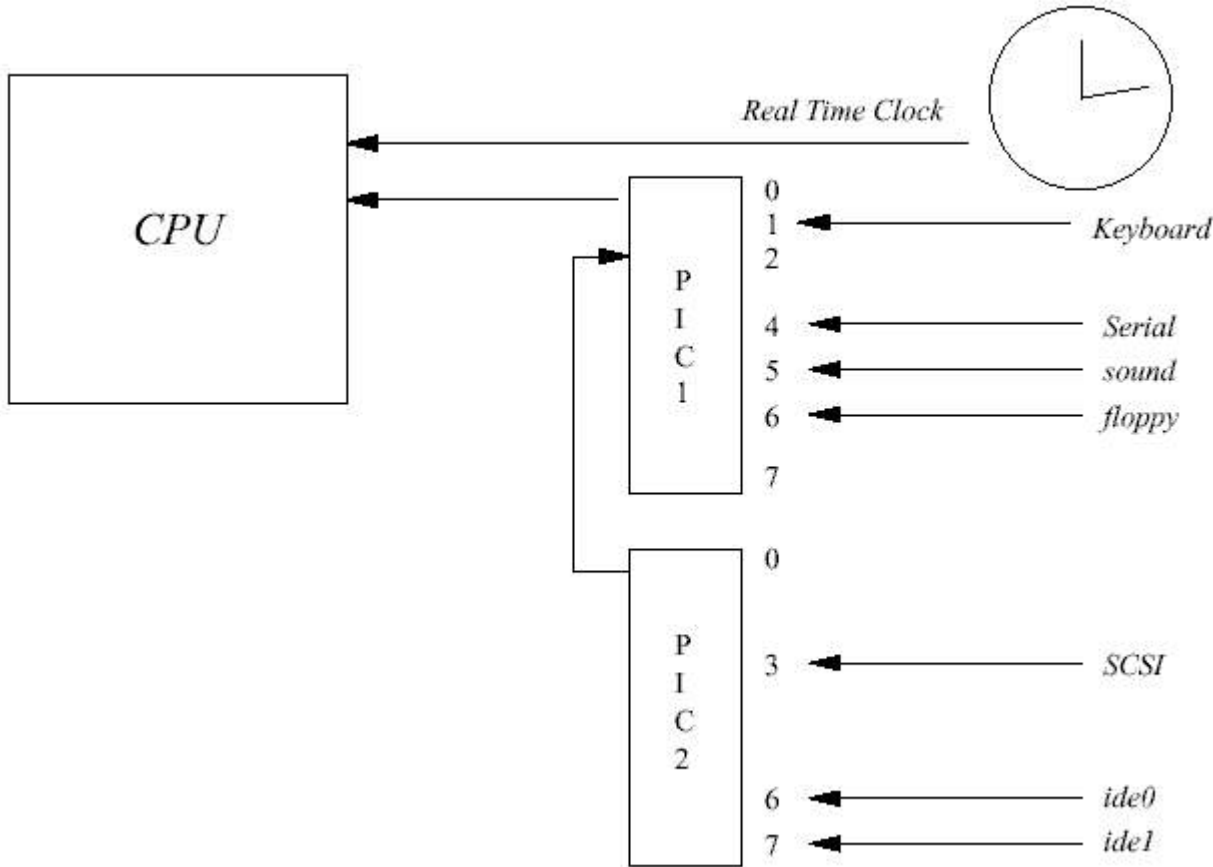 Real Time Clock
CPU
0
1
Keyboard
2
P
I
C
1
4
Serial
5
sound
6
floppy
7
0
P
I
C
2
3
SCSI
6
ide0
7
ide1